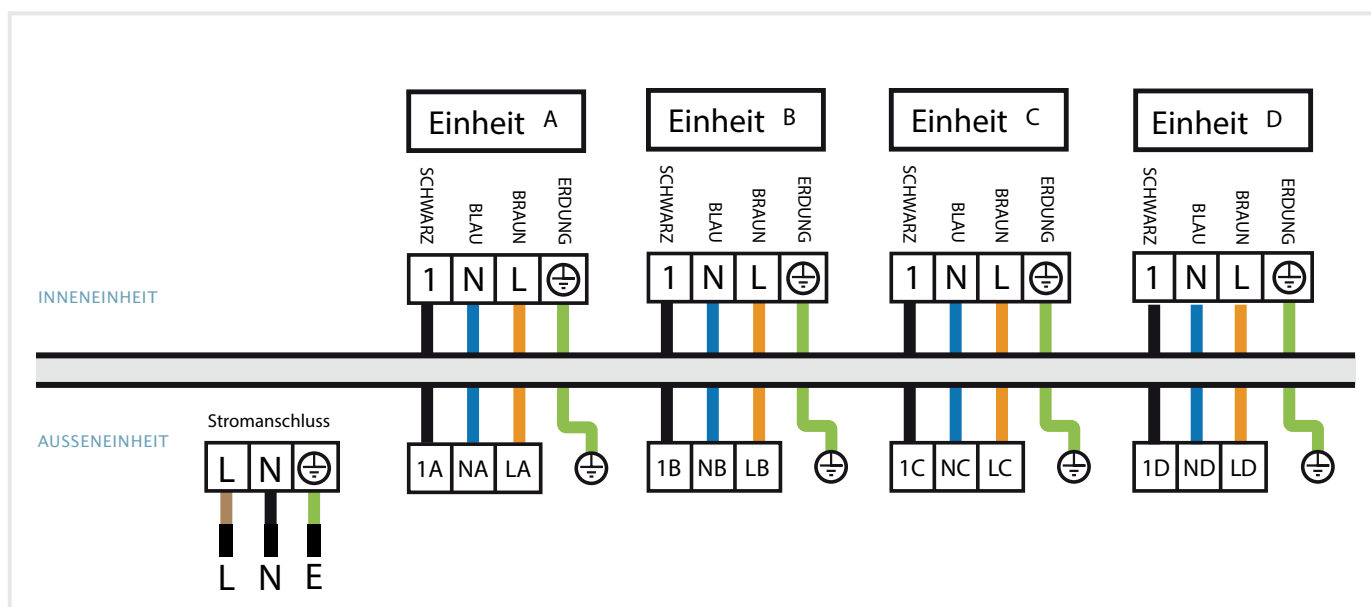 Einheit A
Einheit B
Einheit C
Einheit D
SCHWARZ BLAU BRAUN ERDUNG
SCHWARZ BLAU BRAUN ERDUNG
SCHWARZ BLAU BRAUN ERDUNG
SCHWARZ BLAU BRAUN ERDUNG
1 N L
1 N L
1 N L
1 N L
INNENEINHEIT
AUSSENEINHEIT
Stromanschluss
L N
L N E
1A NA LA
1B NB LB
1C NC LC
1D ND LD